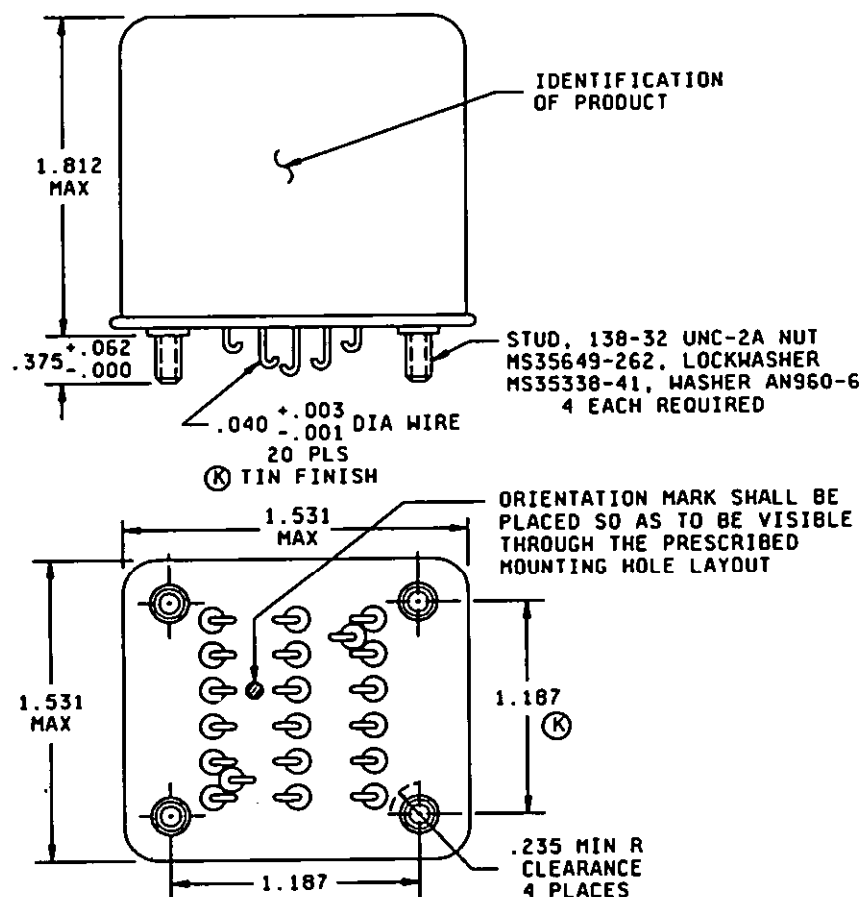 IDENTIFICATION
OF PRODUCT
1.812
MAX
.375 +.062
-.000
STUD, 138-32 UNC-2A NUT
MS35649-262, LOCKWASHER
MS35338-41, WASHER AN960-6
4 EACH REQUIRED
.040 +.003
-.001 DIA WIRE
20 PLS
Ⓚ TIN FINISH
ORIENTATION MARK SHALL BE
PLACED SO AS TO BE VISIBLE
THROUGH THE PRESCRIBED
MOUNTING HOLE LAYOUT
1.531
MAX
1.531
MAX
1.187
Ⓚ
.235 MIN R
CLEARANCE
4 PLACES
1.187